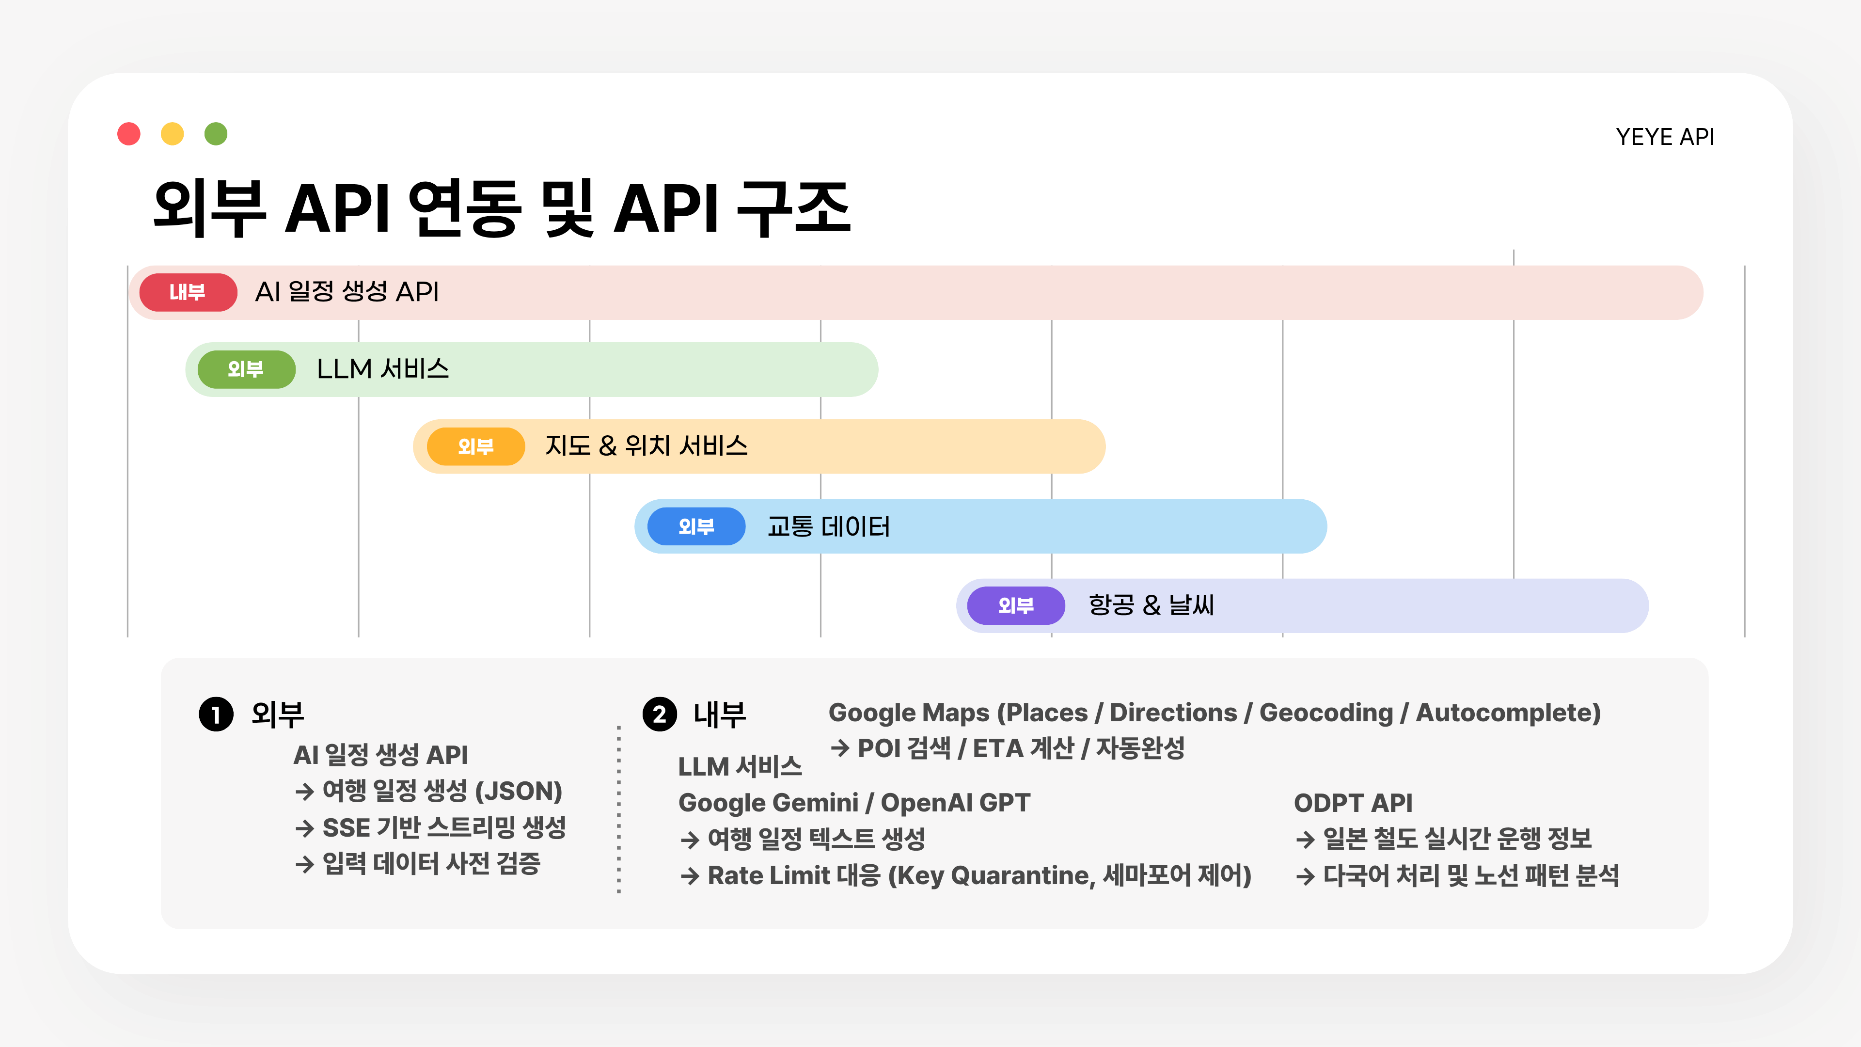 YEYE API
외부 API 연동 및 API 구조
내부 AI 일정 생성 API
외부 LLM 서비스
외부 지도 & 위치 서비스
외부 교통 데이터
외부 항공 & 날씨
1 외부
AI 일정 생성 API
→ 여행 일정 생성 (JSON)
→ SSE 기반 스트리밍 생성
→ 입력 데이터 사전 검증
2 내부
Google Maps (Places / Directions / Geocoding / Autocomplete)
→ POI 검색 / ETA 계산 / 자동완성
LLM 서비스
Google Gemini / OpenAI GPT
→ 여행 일정 텍스트 생성
→ Rate Limit 대응 (Key Quarantine, 세마포어 제어)
ODPT API
→ 일본 철도 실시간 운행 정보
→ 다국어 처리 및 노선 패턴 분석